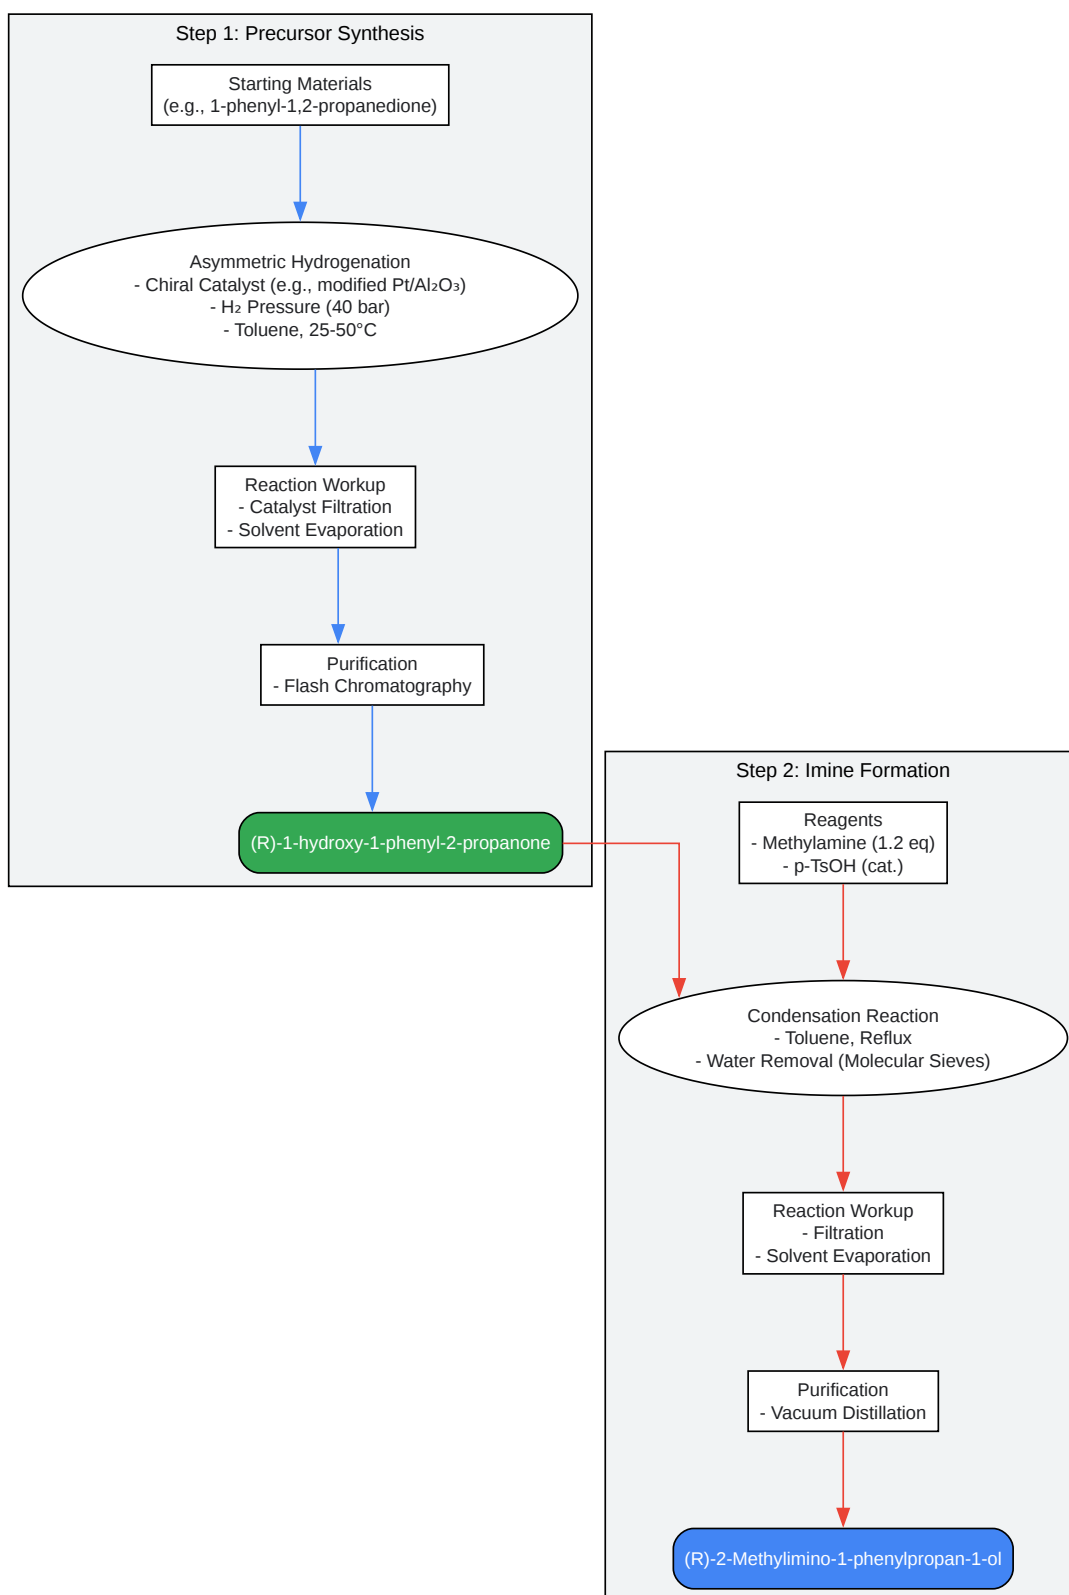 Step 1: Precursor Synthesis
Starting Materials
(e.g., 1-phenyl-1,2-propanedione)
Asymmetric Hydrogenation
- Chiral Catalyst (e.g., modified Pt/Al₂O₃)
- H₂ Pressure (40 bar)
- Toluene, 25-50°C
Reaction Workup
- Catalyst Filtration
- Solvent Evaporation
Purification
- Flash Chromatography
(R)-1-hydroxy-1-phenyl-2-propanone
Step 2: Imine Formation
Reagents
- Methylamine (1.2 eq)
- p-TsOH (cat.)
Condensation Reaction
- Toluene, Reflux
- Water Removal (Molecular Sieves)
Reaction Workup
- Filtration
- Solvent Evaporation
Purification
- Vacuum Distillation
(R)-2-Methylimino-1-phenylpropan-1-ol